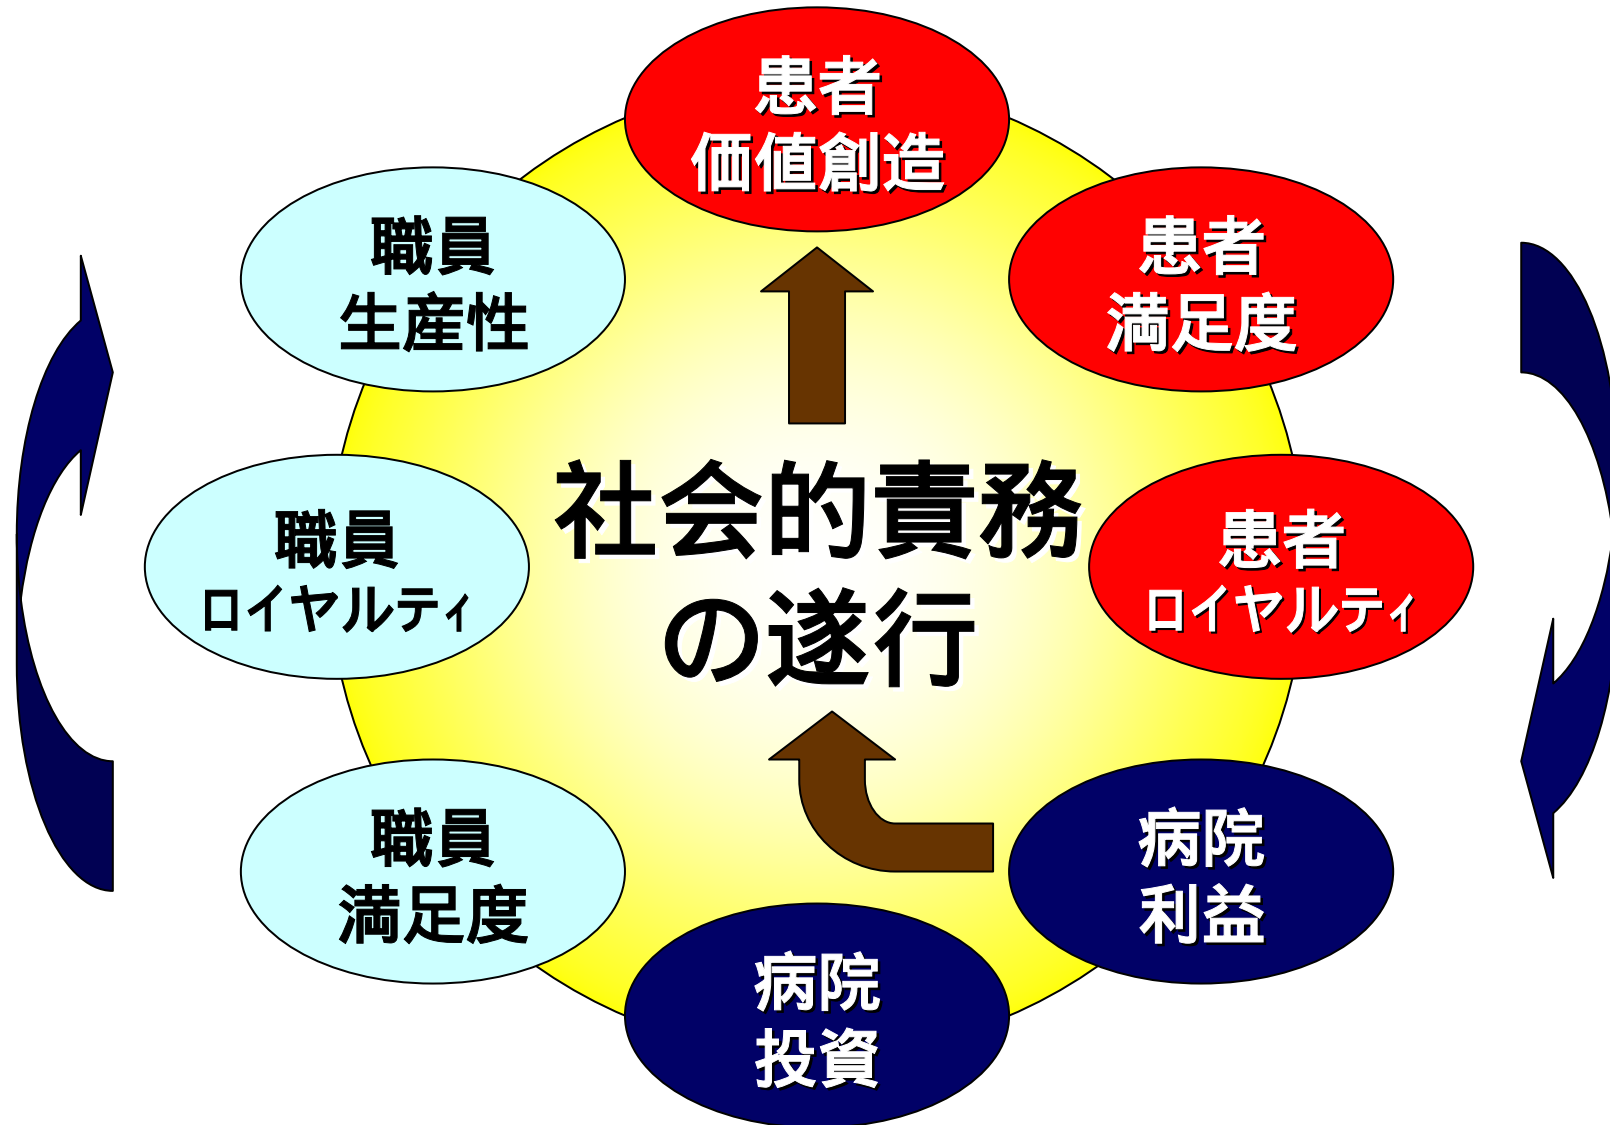 患者
価値創造
職員
生産性
患者
満足度
社会的責務
の遂行
職員
ロイヤルティ
患者
ロイヤルティ
職員
満足度
病院
利益
病院
投資